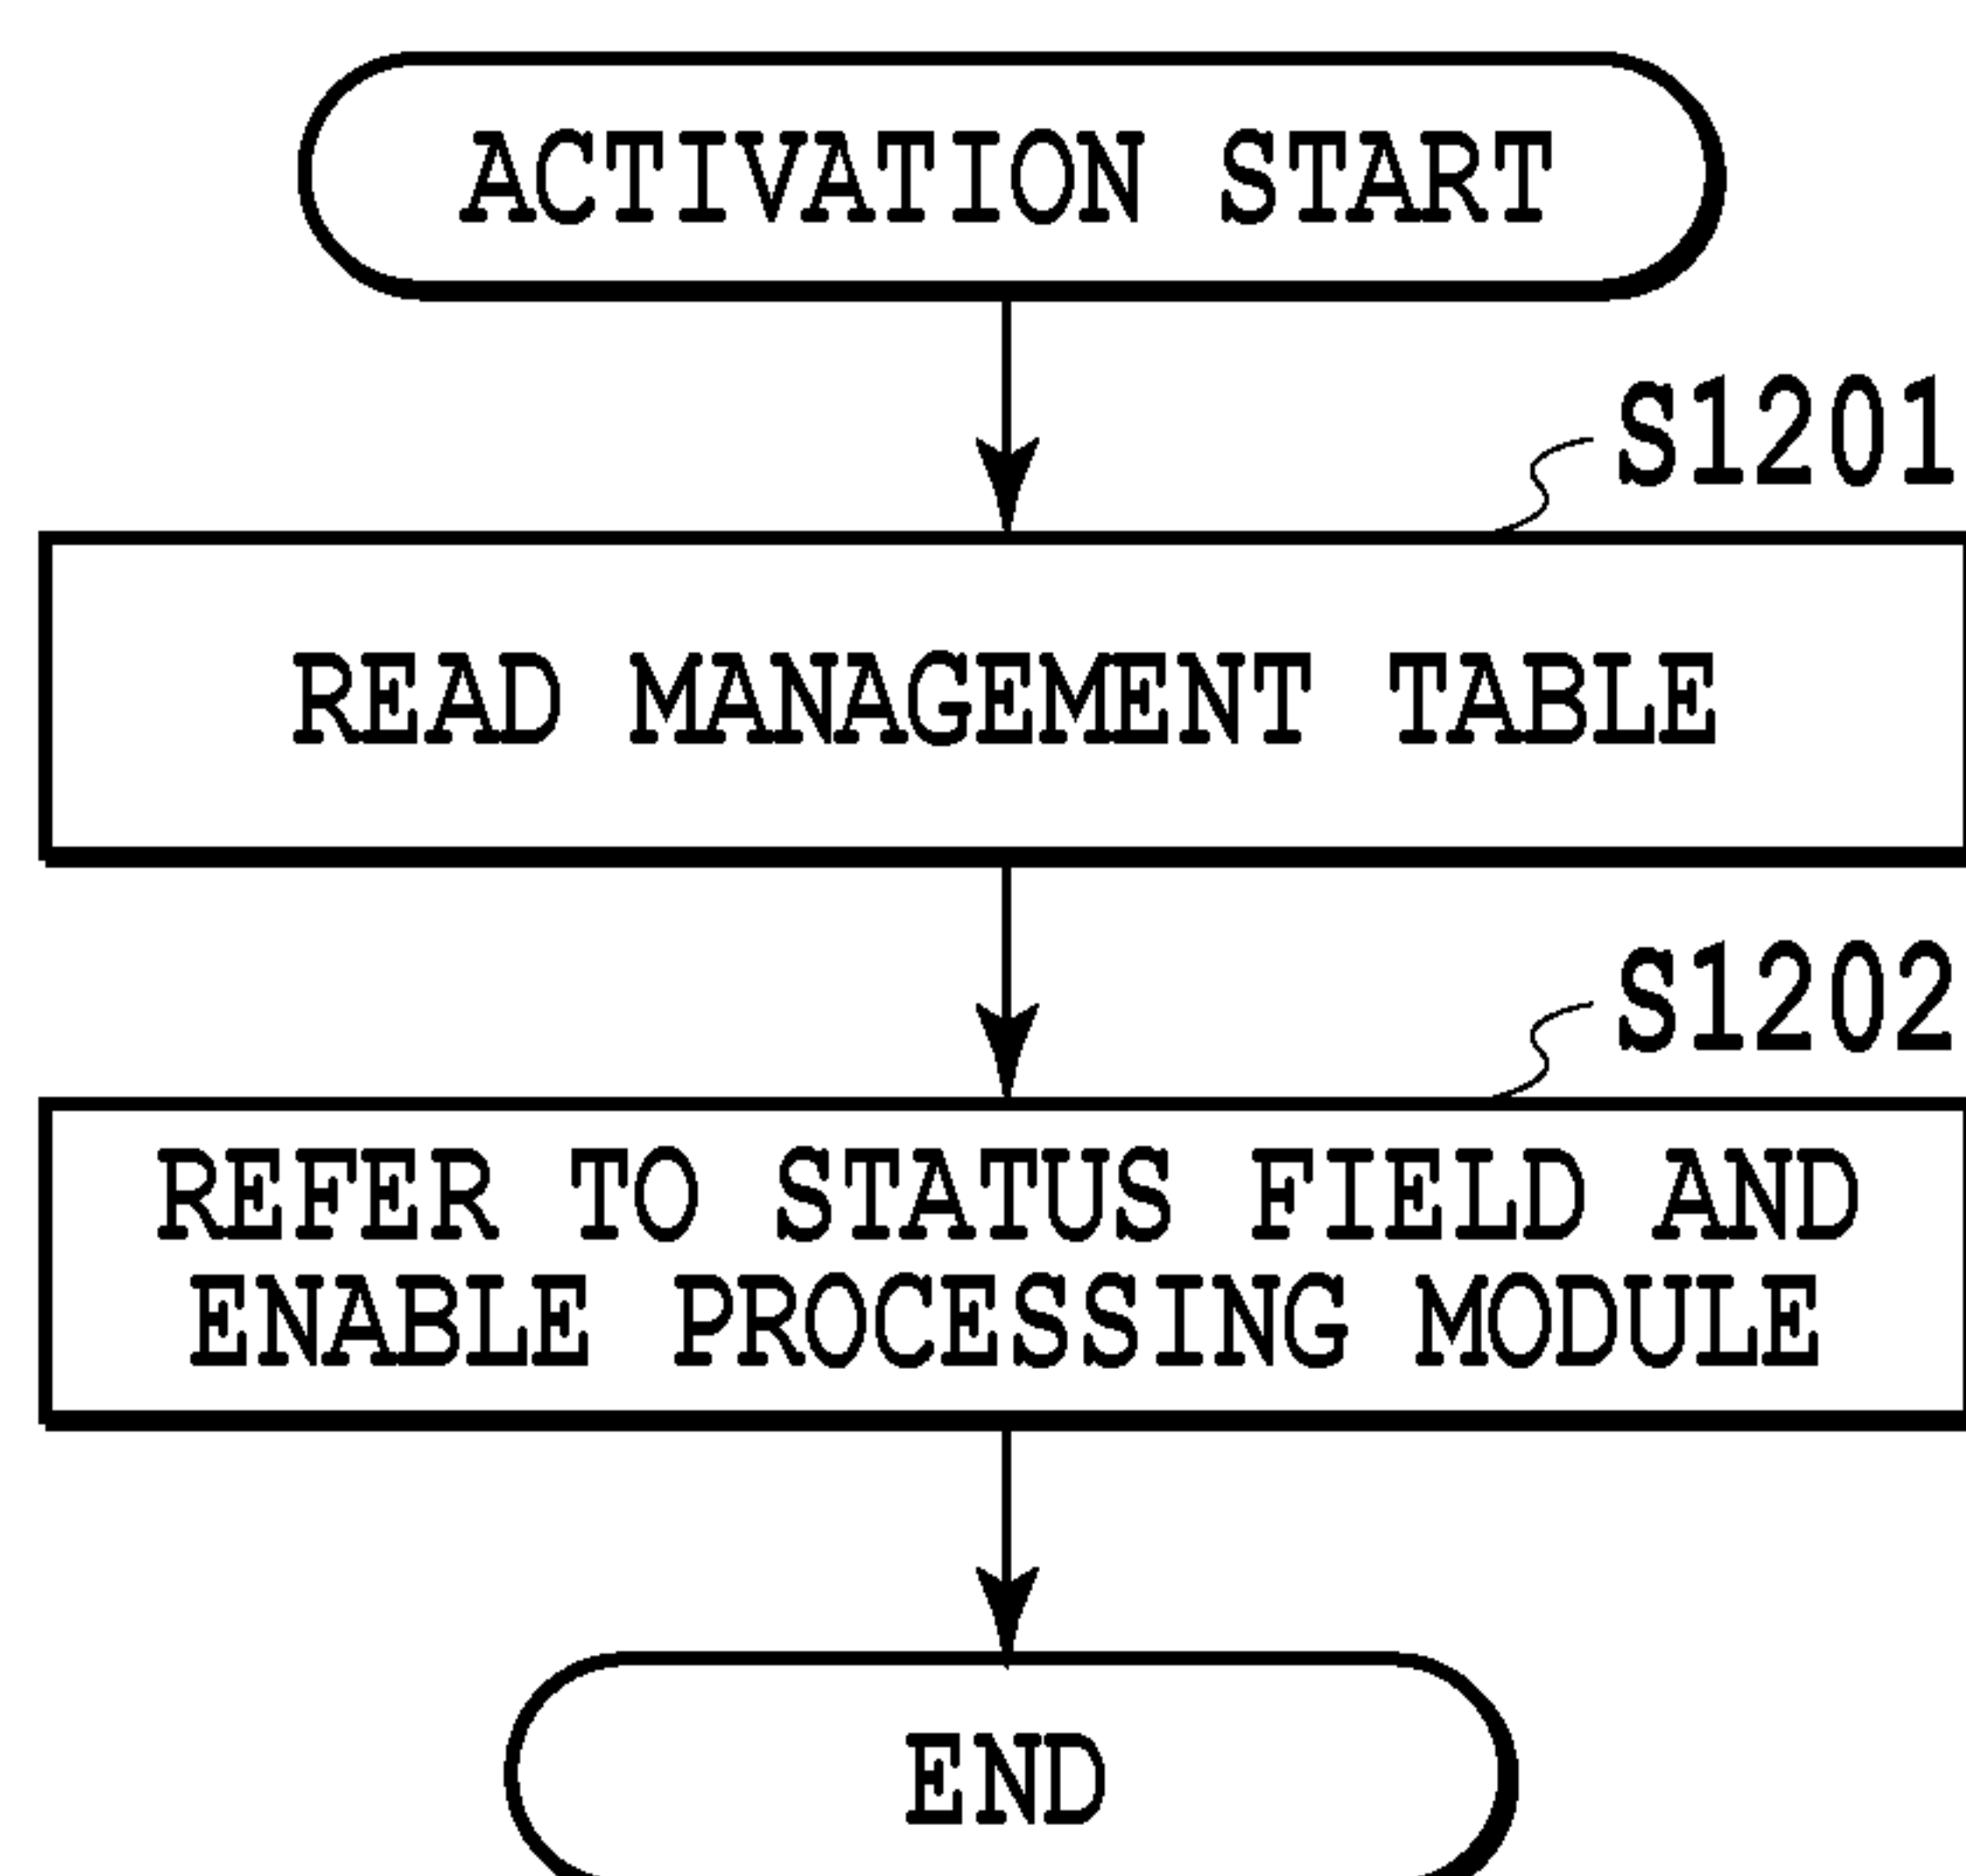 ACTIVATION START
S1201
READ MANAGEMENT TABLE
S1202
REFER TO STATUS FIELD AND
ENABLE PROCESSING MODULE
END